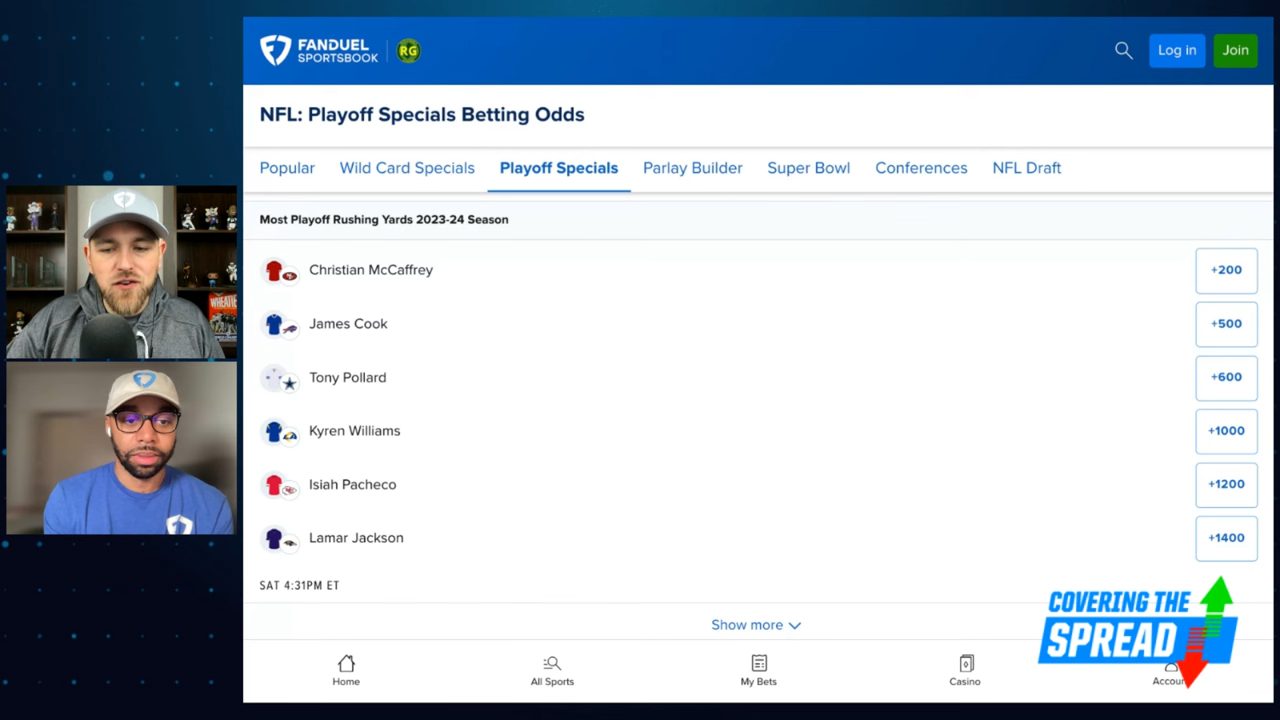 FANDUEL
SPORTSBOOK
RG
Log in
Join
NFL: Playoff Specials Betting Odds
Popular
Wild Card Specials
Playoff Specials
Parlay Builder
Super Bowl
Conferences
NFL Draft
Most Playoff Rushing Yards 2023-24 Season
Christian McCaffrey
+200
James Cook
+500
Tony Pollard
+600
Kyren Williams
+1000
Isiah Pacheco
+1200
Lamar Jackson
+1400
SAT 4:31PM ET
Show more
Home
All Sports
My Bets
Casino
Accoun
COVERING THE
SPREAD
WHEATIES